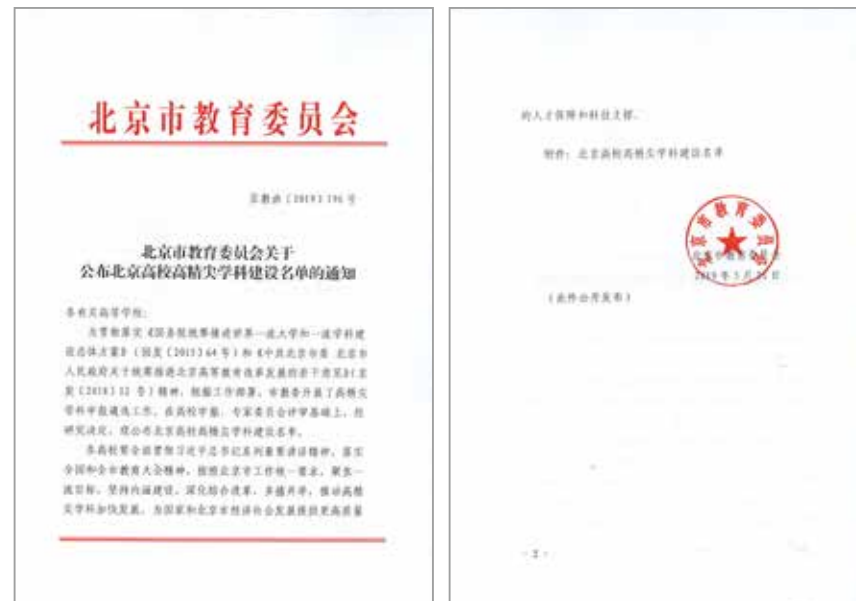 北京市教育委员会
京教研〔2019〕196号
北京市教育委员会关于
公布北京高校高精尖学科建设名单的通知
各有关高等学校：
为贯彻落实《国务院统筹推进世界一流大学和一流学科建
设总体方案》（国发〔2015〕64号）和《中共北京市委 北京市
人民政府关于统筹推进北京高等教育改革发展的若干意见》（京
发〔2018〕12号）精神，根据工作部署，市教委开展了高精尖
学科申报遴选工作。在高校申报、专家委员会评审基础上，经
研究决定，现公布北京高校高精尖学科建设名单。
各高校要全面贯彻习近平总书记系列重要讲话精神，落实
全国和全市教育大会精神，按照北京市工作统一要求，聚焦一
流目标，坚持内涵建设，深化综合改革，多措并举，推动高精
尖学科加快发展，为国家和北京市经济社会发展提供更高质量
的人才保障和科技支撑。
附件：北京高校高精尖学科建设名单
北京市教育委员会
北京市教育委员会
2019年5月
（此件公开发布）
- 2 -